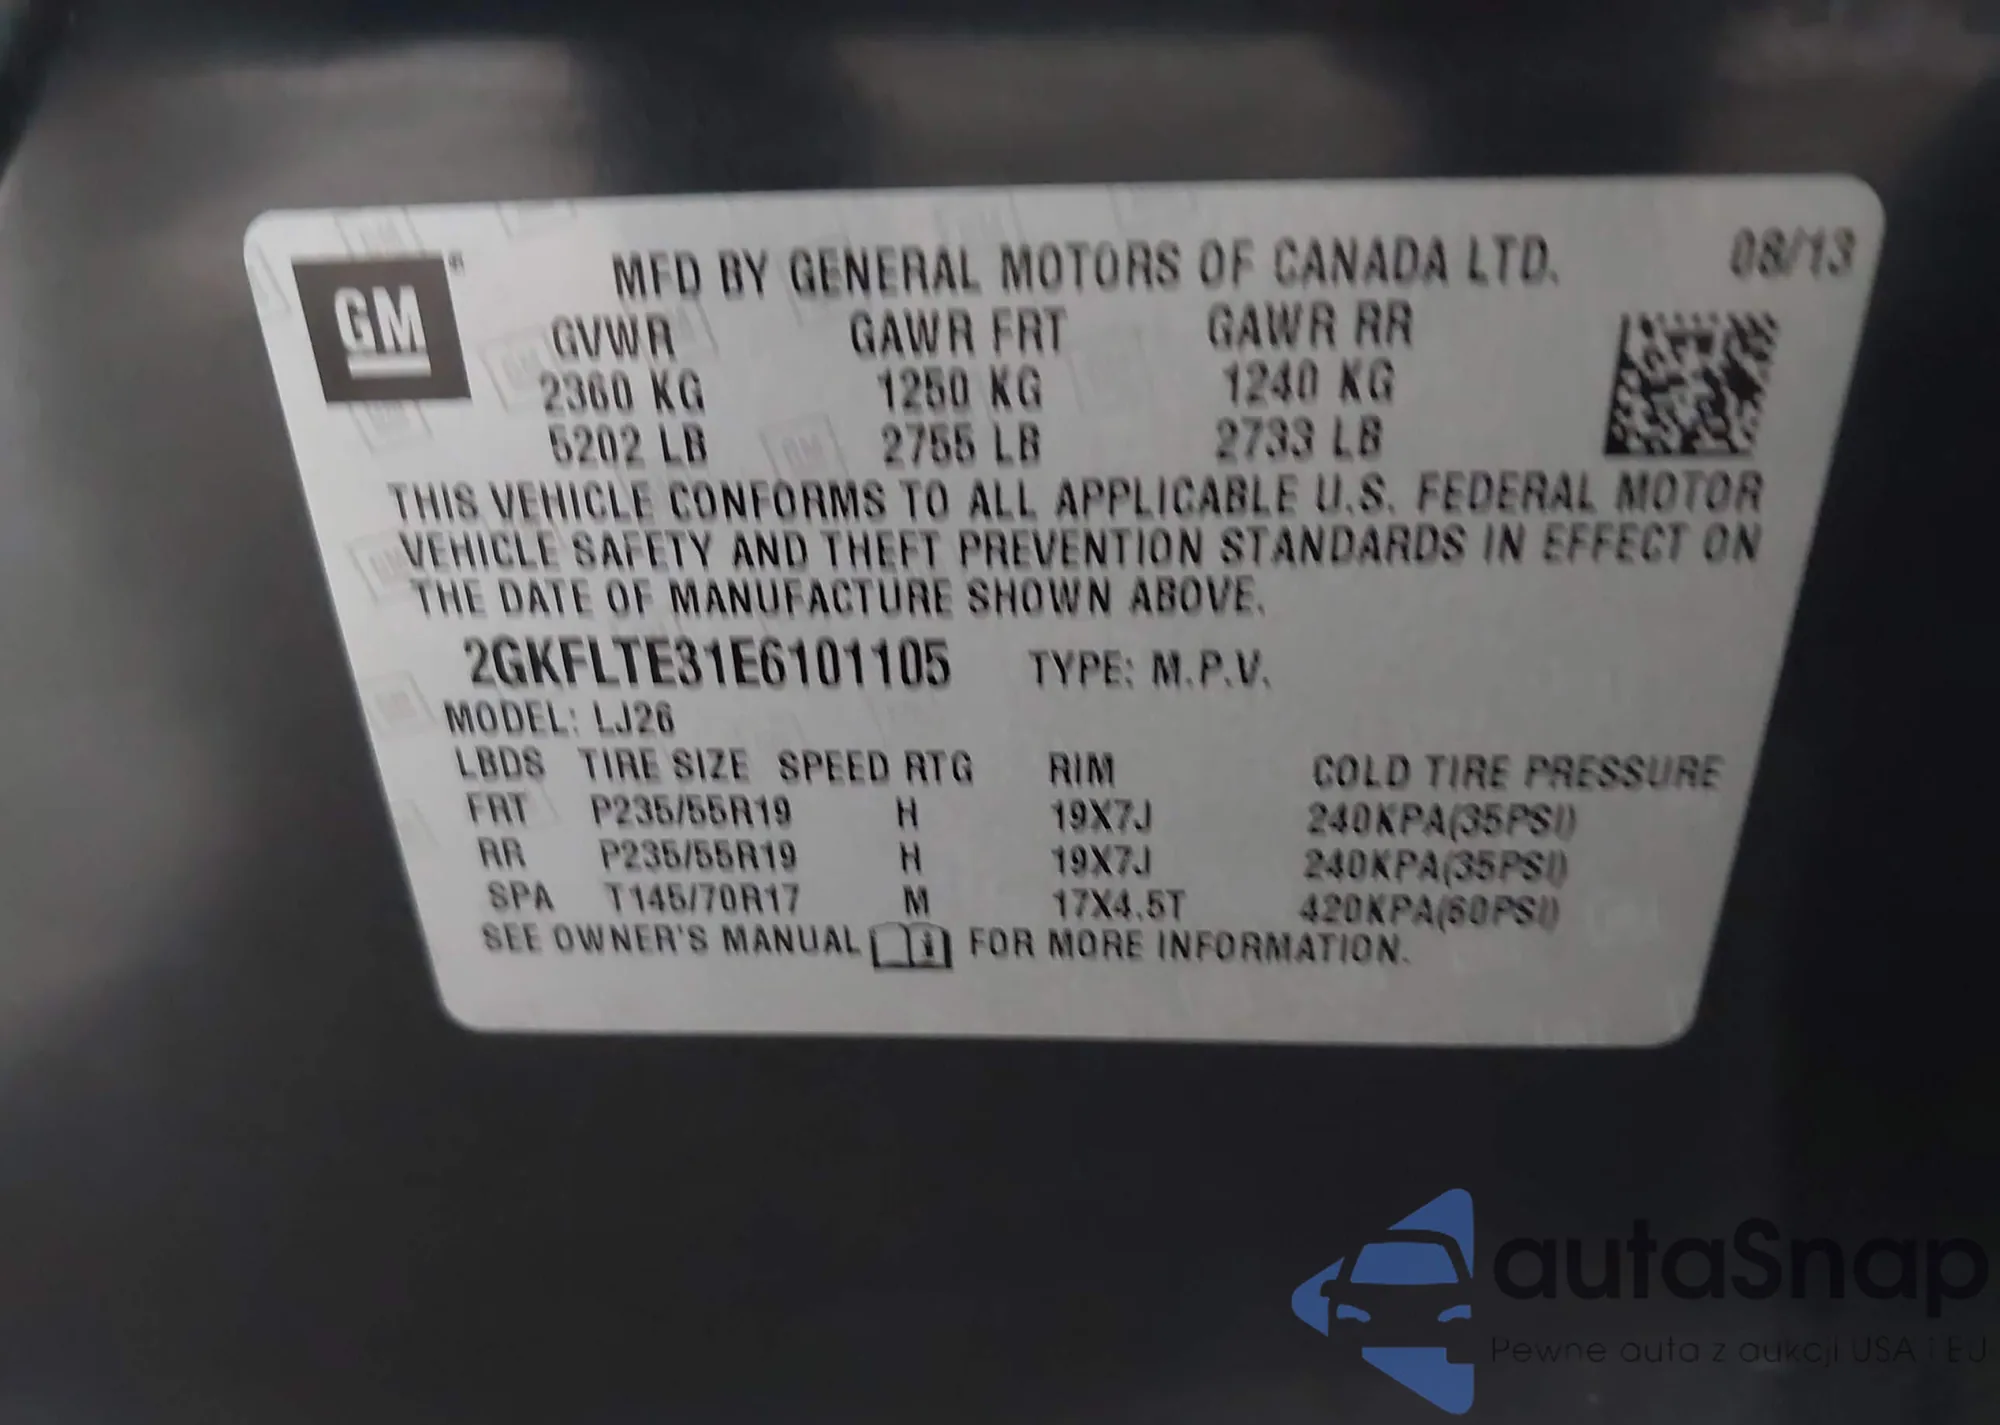 GM
MFD BY GENERAL MOTORS OF CANADA LTD. 08/13
GVWR GAWR FRT GAWR RR
2360 KG 1250 KG 1240 KG
5202 LB 2755 LB 2733 LB
THIS VEHICLE CONFORMS TO ALL APPLICABLE U.S. FEDERAL MOTOR
VEHICLE SAFETY AND THEFT PREVENTION STANDARDS IN EFFECT ON
THE DATE OF MANUFACTURE SHOWN ABOVE.
2GKFLTE31E6101105 TYPE: M.P.V.
MODEL: LJ26
LBDS TIRE SIZE SPEED RTG RIM COLD TIRE PRESSURE
FRT P235/55R19 H 19X7J 240KPA(35PSI)
RR P235/55R19 H 19X7J 240KPA(35PSI)
SPA T145/70R17 M 17X4.5T 420KPA(60PSI)
SEE OWNER'S MANUAL FOR MORE INFORMATION.
autaSnap
Pewne auta z aukcji USA i EU